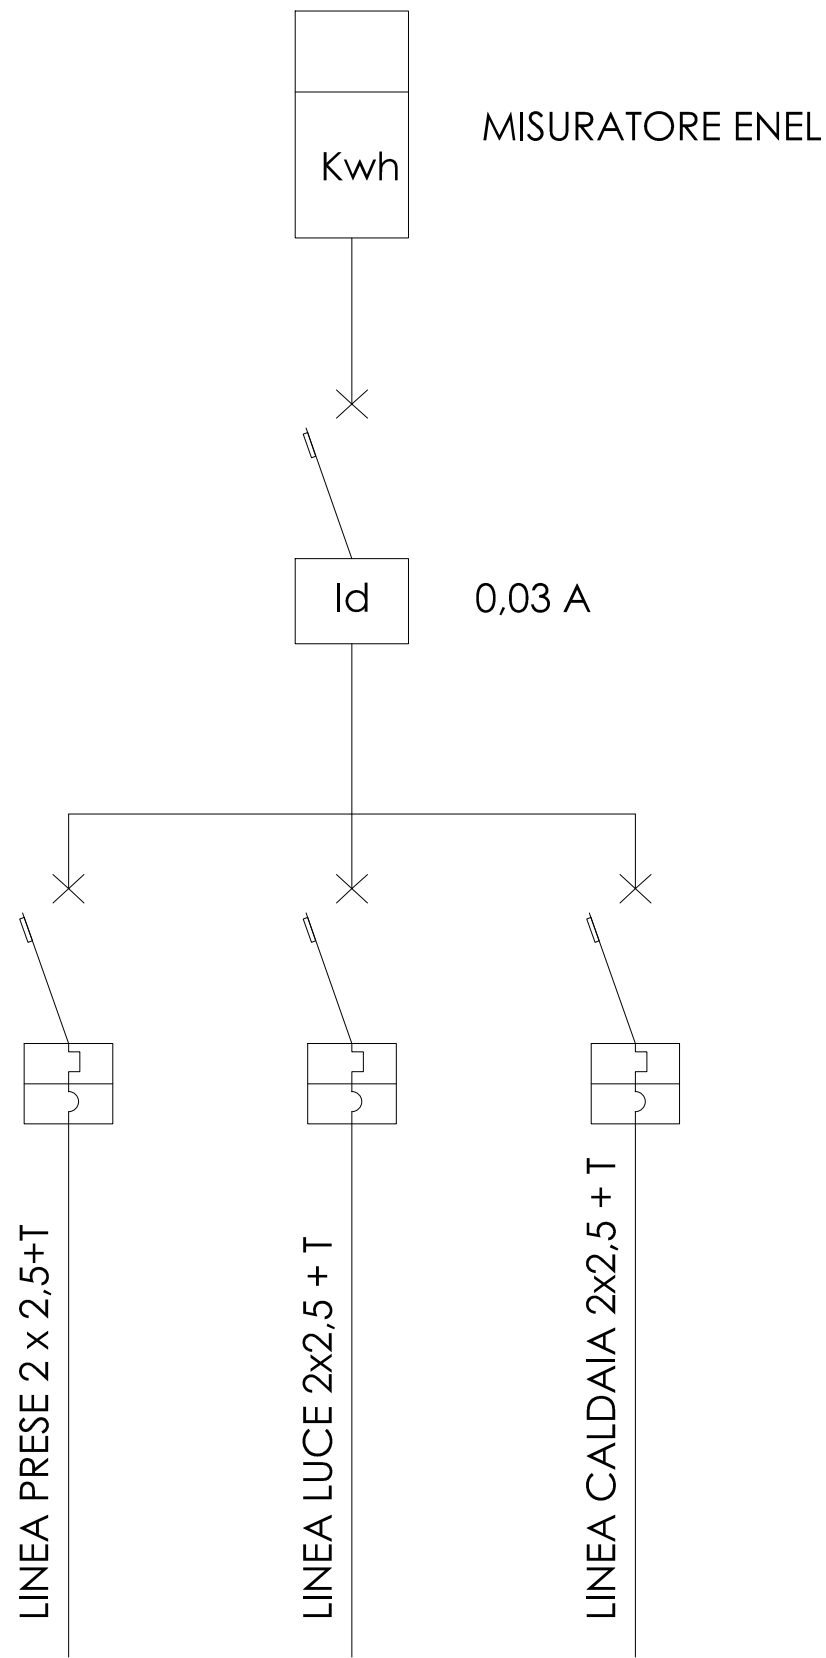 MISURATORE ENEL
Kwh
Id
0,03 A
LINEA PRESE 2 x 2,5+T
LINEA LUCE 2x2,5 + T
LINEA CALDAIA 2x2,5 + T